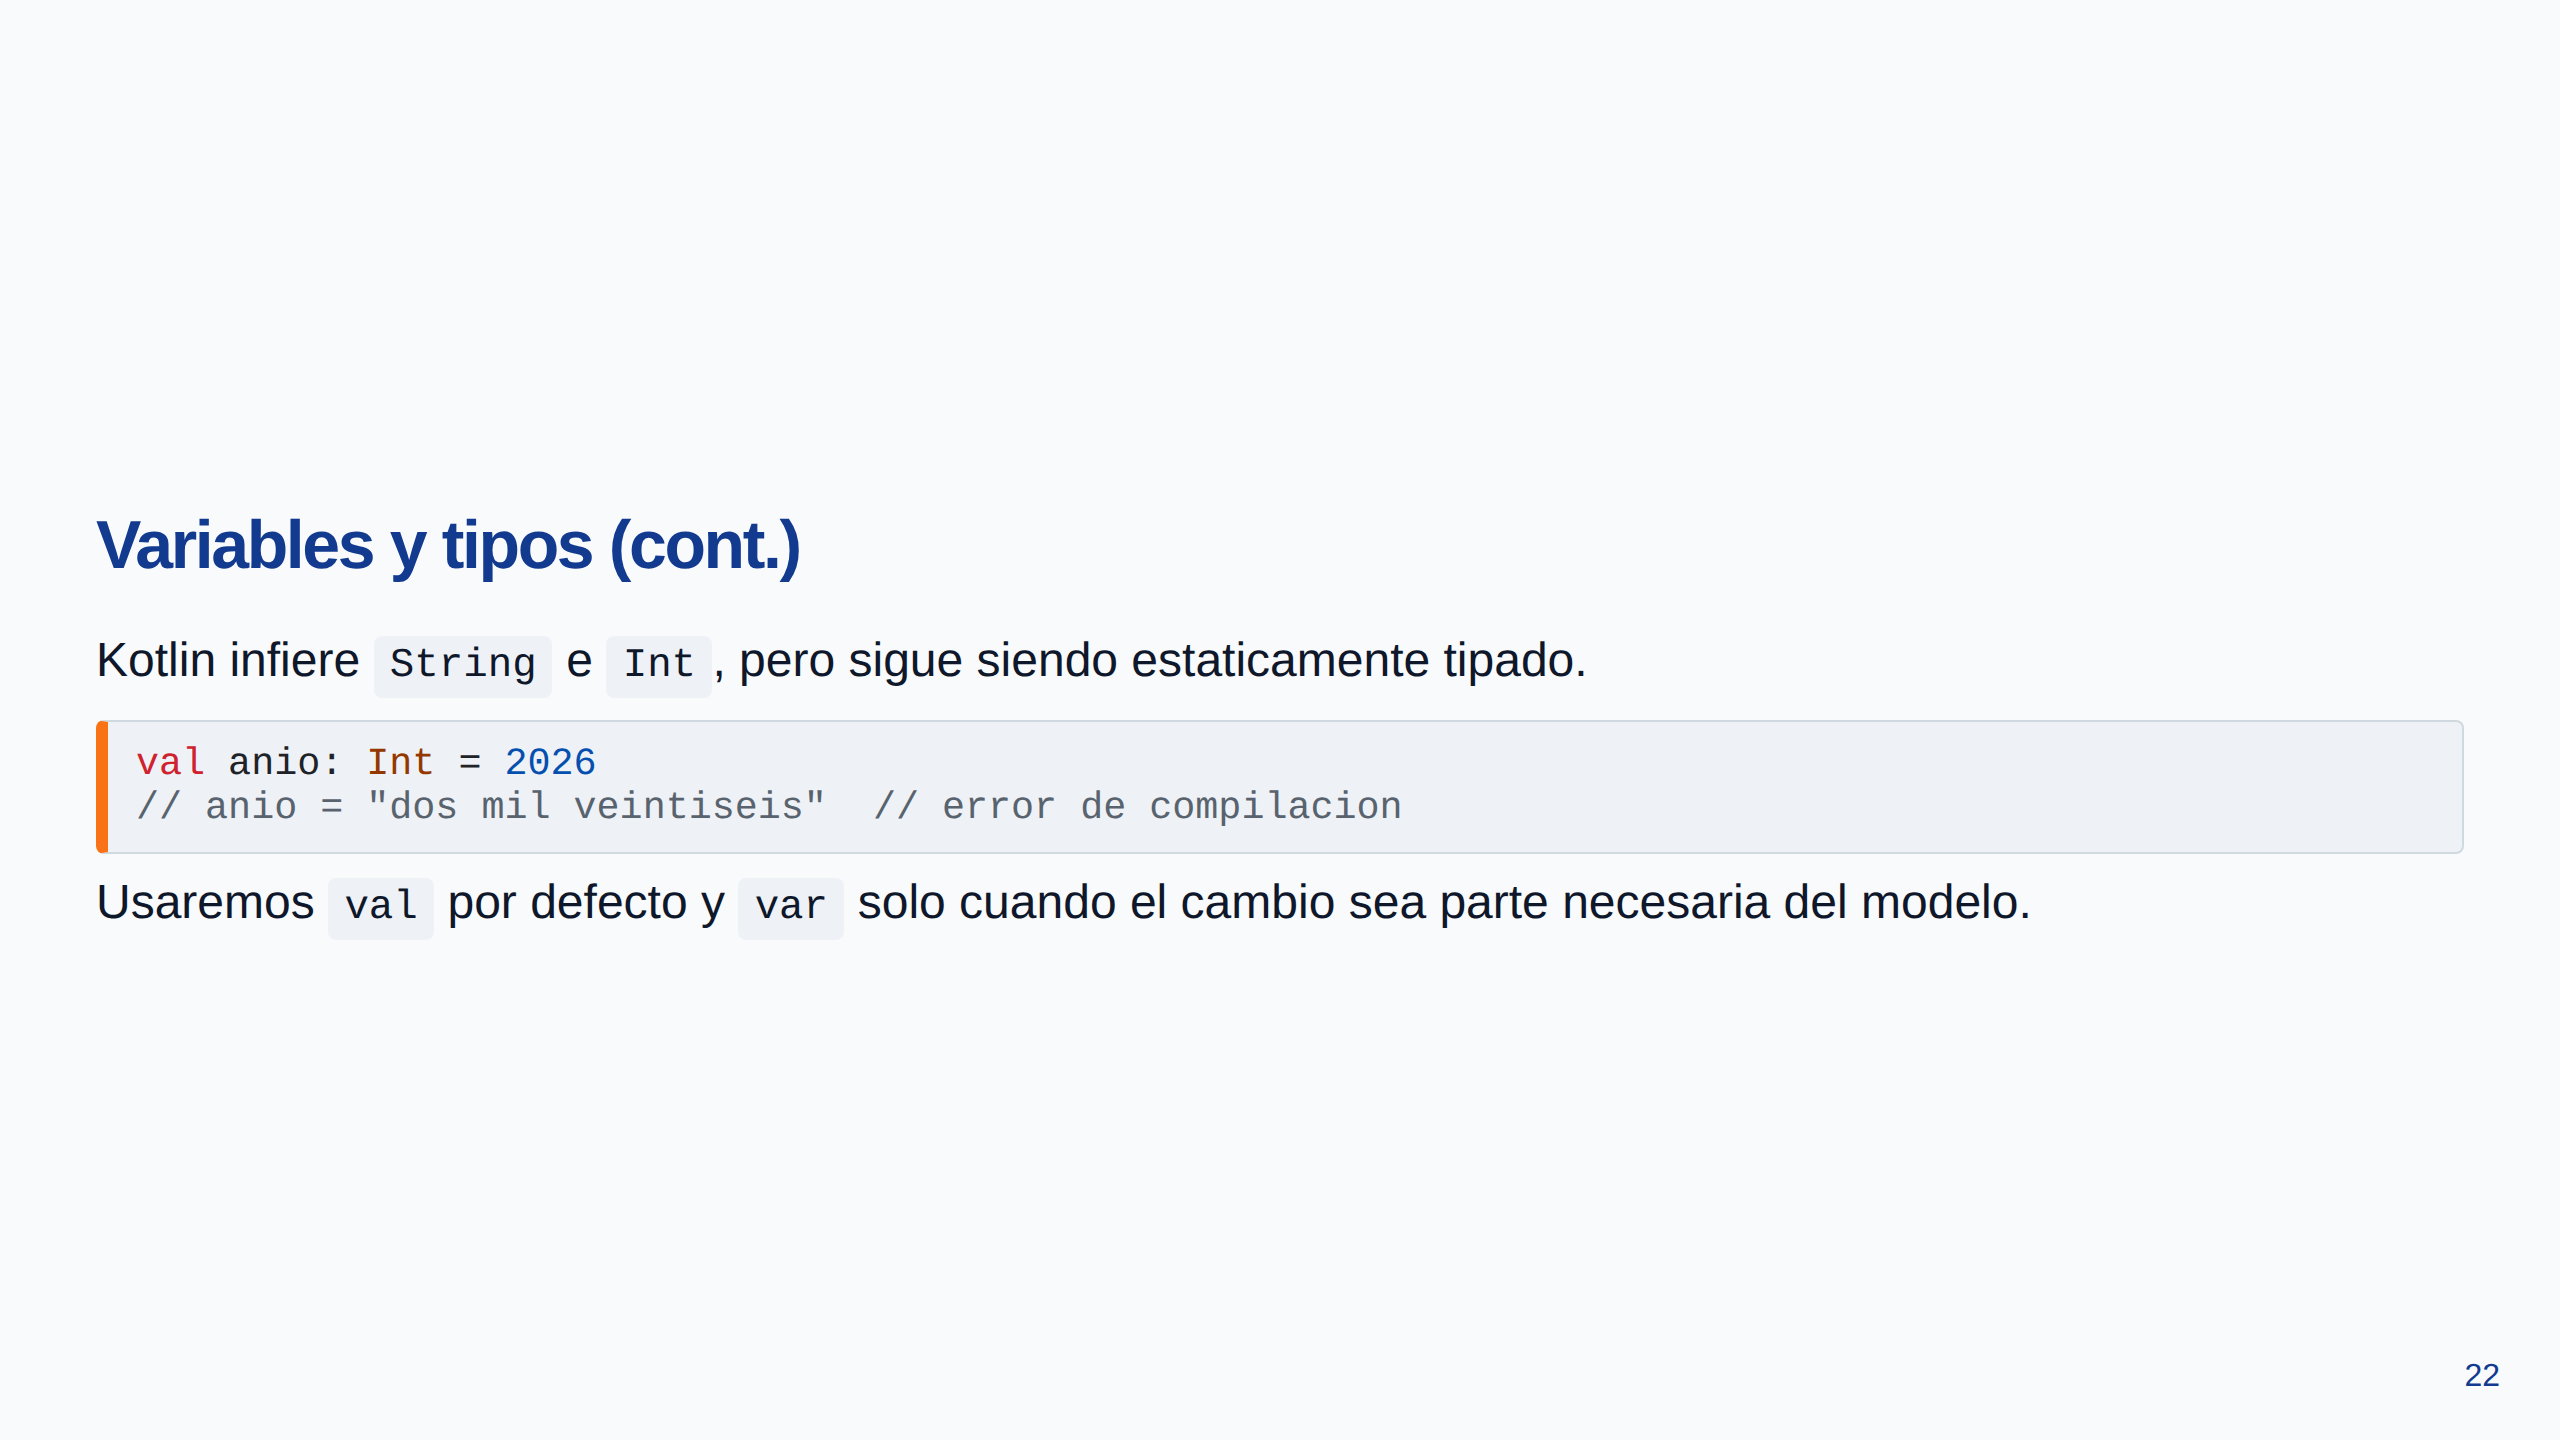 Variables y tipos (cont.)
Kotlin infiere String e Int, pero sigue siendo estaticamente tipado.
val anio: Int = 2026
// anio = "dos mil veintiseis"  // error de compilacion
Usaremos val por defecto y var solo cuando el cambio sea parte necesaria del modelo.
22